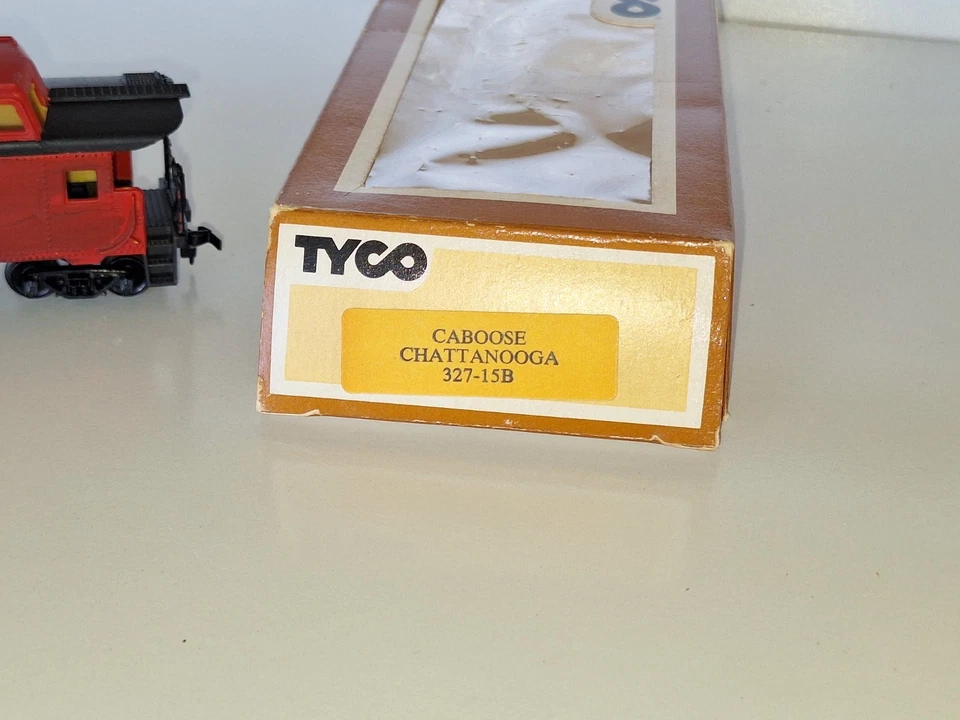 TYCO
CABOOSE
CHATTANOOGA
327-15B